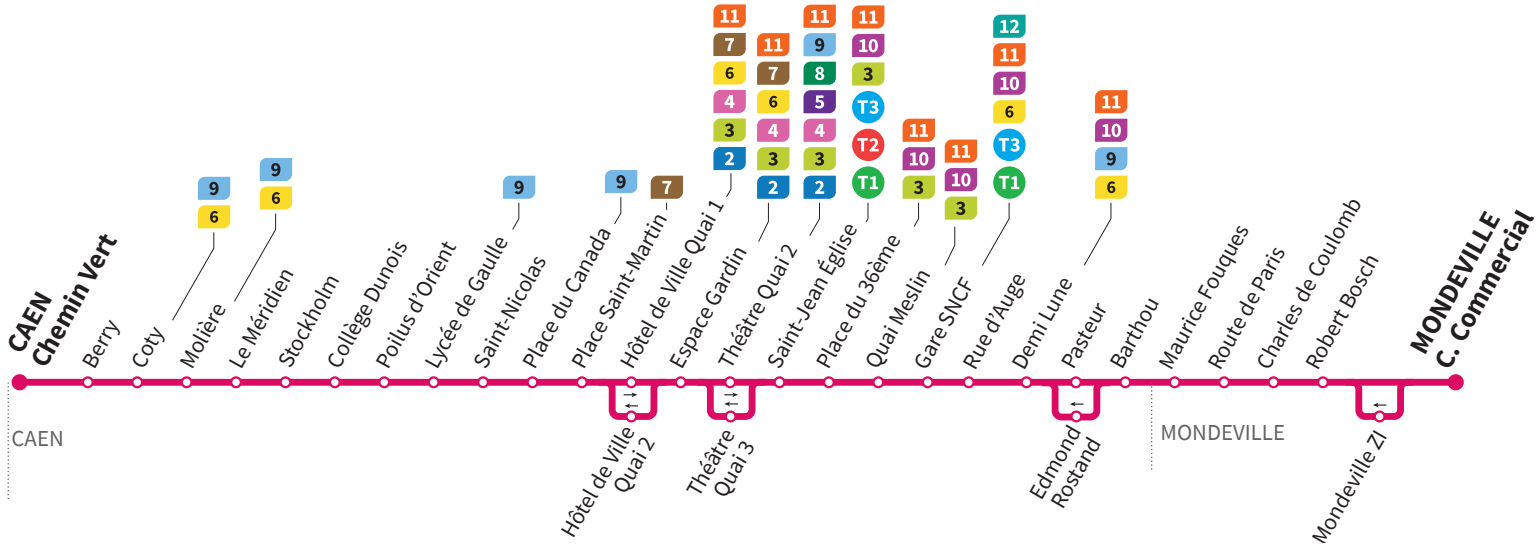 11
7
6
4
3
2
11
7
6
4
3
2
11
9
8
5
4
3
2
11
10
3
T3
T2
T1
11
10
3
11
10
3
12
11
10
6
T3
T1
11
10
9
6
9
6
9
6
9
9
7
CAEN
Chemin Vert
Berry
Coty
Molière
Le Méridien
Stockholm
Collège Dunois
Poilus d'Orient
Lycée de Gaulle
Saint-Nicolas
Place du Canada
Place Saint-Martin
Hôtel de Ville Quai 1
Espace Gardin
Théâtre Quai 2
Saint-Jean Église
Place du 36ème
Quai Meslin
Gare SNCF
Rue d'Auge
Demi Lune
Pasteur
Barthou
Maurice Fouques
Route de Paris
Charles de Coulomb
Robert Bosch
MONDEVILLE
C. Commercial
CAEN
Hôtel de Ville
Quai 2
Théâtre
Quai 3
Edmond
Rostand
MONDEVILLE
Mondeville ZI